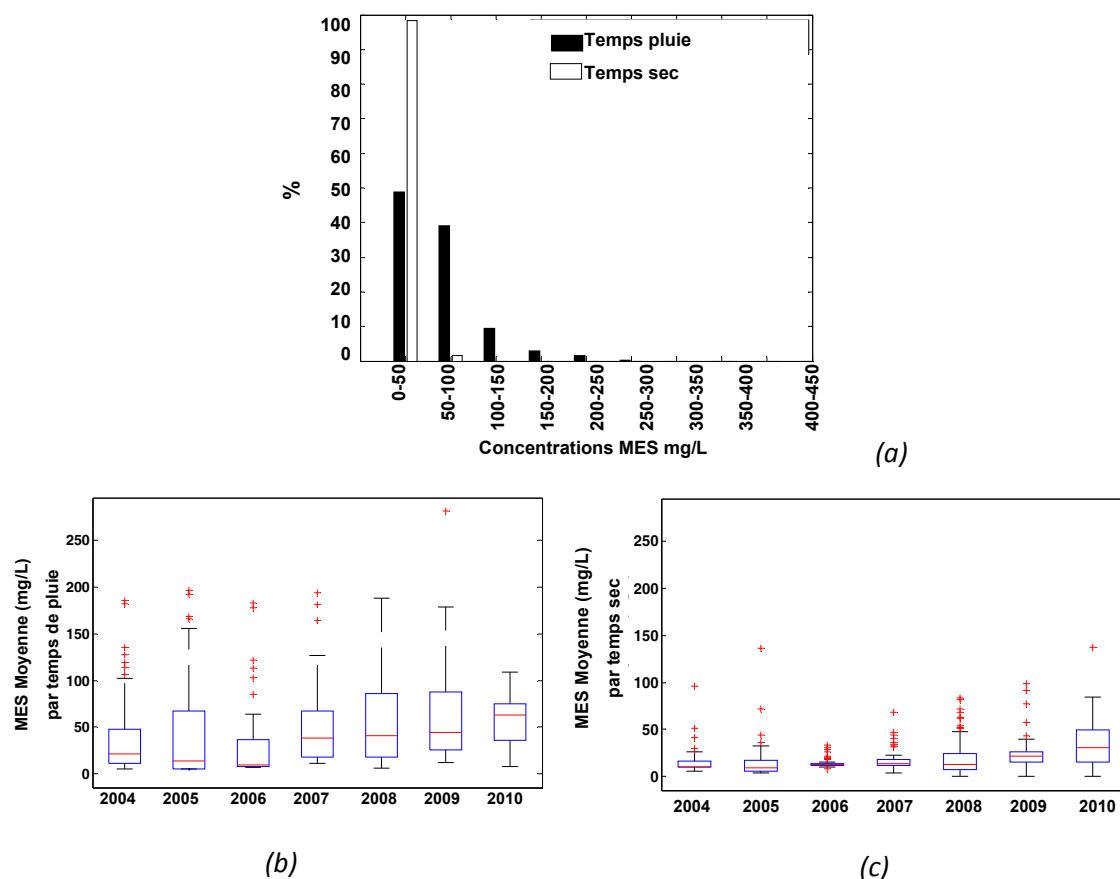 100
90
80
70
60
50
40
30
20
10
0
%
Temps pluie
Temps sec
0-50
50-100
100-150
150-200
200-250
250-300
300-350
350-400
400-450
Concentrations MES mg/L
(a)
MES Moyenne (mg/L)
par temps de pluie
250
200
150
100
50
0
2004 2005 2006 2007 2008 2009 2010
(b)
MES Moyenne (mg/L)
par temps sec
250
200
150
100
50
0
2004 2005 2006 2007 2008 2009 2010
(c)